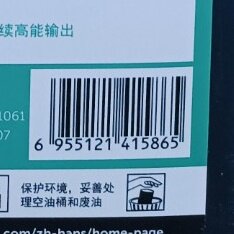 续高能输出
1061
07
6 955121 415865
保护环境，妥善处
理空油桶和废油
.com/zh-hans/home-page